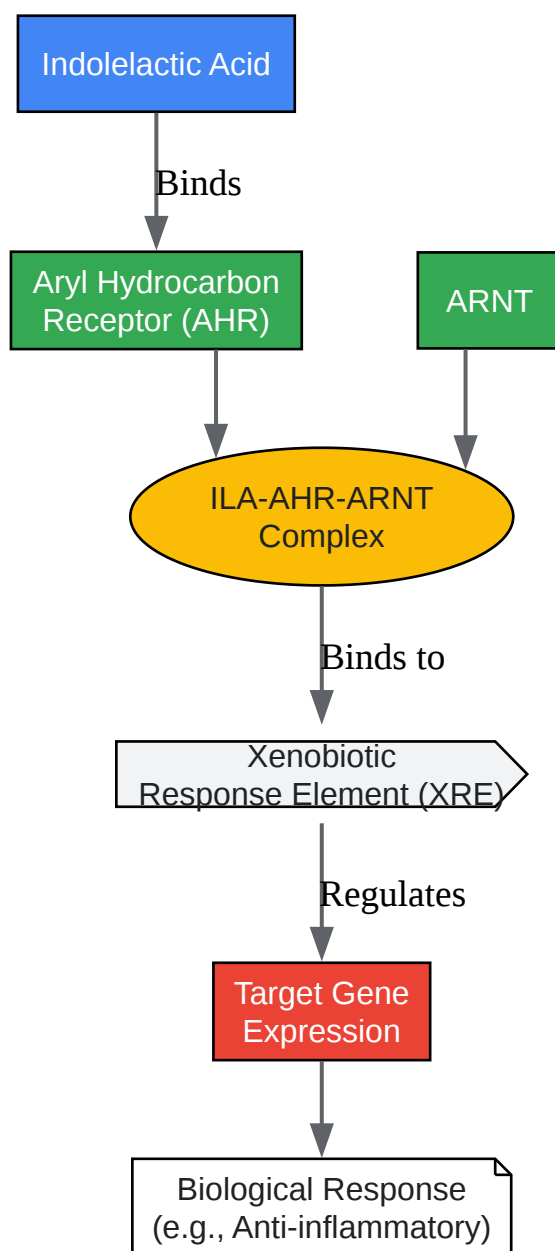 Indolelactic Acid
Binds
Aryl Hydrocarbon
Receptor (AHR)
ARNT
ILA-AHR-ARNT
Complex
Binds to
Xenobiotic
Response Element (XRE)
Regulates
Target Gene
Expression
Biological Response
(e.g., Anti-inflammatory)